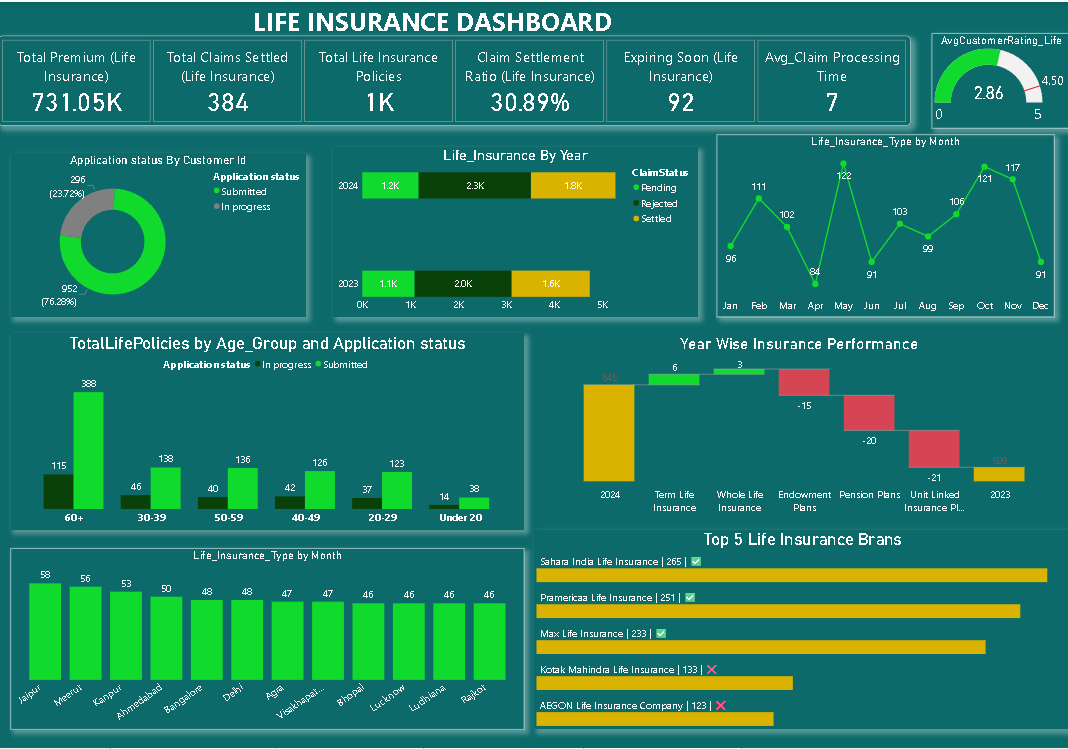 LIFE INSURANCE DASHBOARD
Total Premium (Life
Insurance)
731.05K
Total Claims Settled
(Life Insurance)
384
Total Life Insurance
Policies
1K
Claim Settlement
Ratio (Life Insurance)
30.89%
Expiring Soon (Life
Insurance)
92
Avg_Claim Processing
Time
7
AvgCustomerRating_Life
4.50
2.86
0
5
Application status By Customer Id
296
(23.72%)
952
(76.28%)
Application status
Submitted
In progress
Life_Insurance By Year
2024
1.2K
2.3K
1.8K
2023
1.1K
2.0K
1.6K
0K
1K
2K
3K
4K
5K
ClaimStatus
Pending
Rejected
Settled
Life_Insurance_Type by Month
96
111
102
84
122
91
103
99
106
121
117
91
Jan
Feb
Mar
Apr
May
Jun
Jul
Aug
Sep
Oct
Nov
Dec
TotalLifePolicies by Age_Group and Application status
Application status
In progress
Submitted
115
388
46
138
40
136
42
126
37
123
14
38
60+
30-39
50-59
40-49
20-29
Under 20
Year Wise Insurance Performance
645
6
3
-15
-20
-21
598
2024
Term Life
Insurance
Whole Life
Insurance
Endowment
Plans
Pension Plans
Unit Linked
Insurance Pl...
2023
Life_Insurance_Type by Month
58
56
53
50
48
48
47
47
46
46
46
46
Jaipur
Meerut
Kanpur
Ahmedabad
Bangalore
Delhi
Agra
Visakhapat...
Bhopal
Lucknow
Ludhiana
Rajkot
Top 5 Life Insurance Brans
Sahara India Life Insurance | 265 | ✅
Pramericaa Life Insurance | 251 | ✅
Max Life Insurance | 233 | ✅
Kotak Mahindra Life Insurance | 133 | ❌
AEGON Life Insurance Company | 123 | ❌